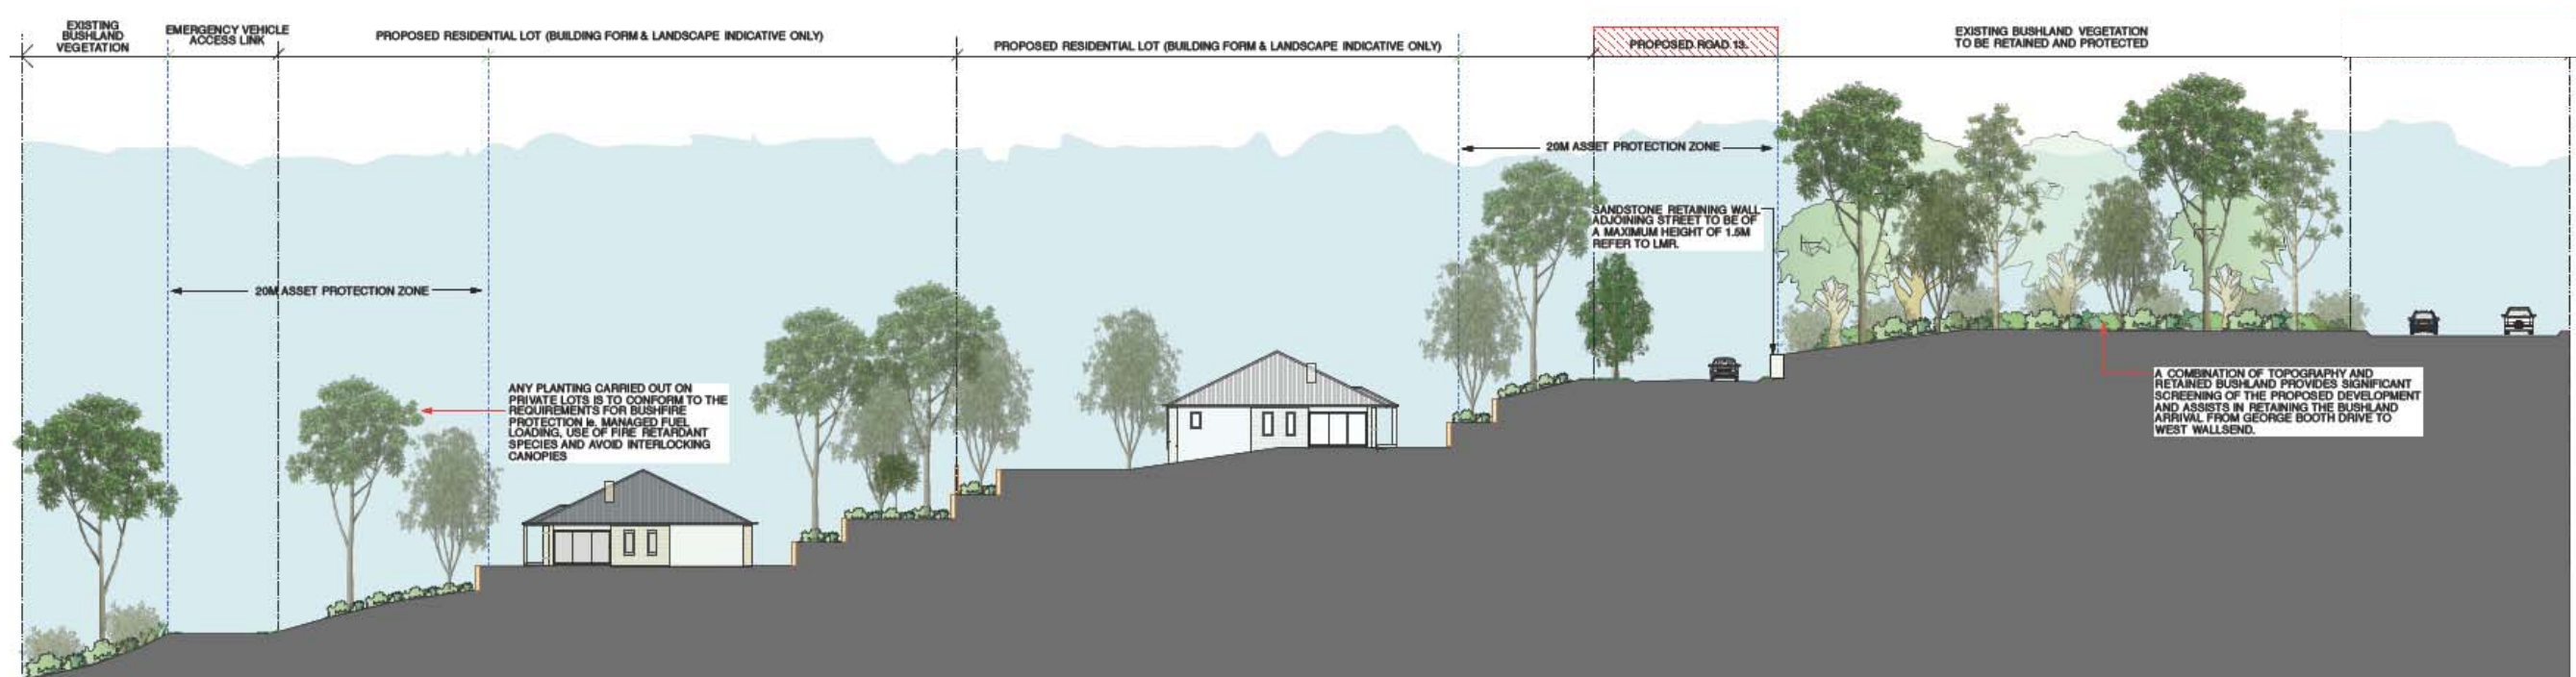 EXISTING
BUSHLAND
VEGETATION
EMERGENCY VEHICLE
ACCESS LINK
PROPOSED RESIDENTIAL LOT (BUILDING FORM & LANDSCAPE INDICATIVE ONLY)
PROPOSED RESIDENTIAL LOT (BUILDING FORM & LANDSCAPE INDICATIVE ONLY)
PROPOSED ROAD 13.
EXISTING BUSHLAND VEGETATION
TO BE RETAINED AND PROTECTED
20M ASSET PROTECTION ZONE
SANDSTONE RETAINING WALL
ADJOINING STREET TO BE OF
A MAXIMUM HEIGHT OF 1.5M
REFER TO LMR.
20M ASSET PROTECTION ZONE
ANY PLANTING CARRIED OUT ON
PRIVATE LOTS IS TO CONFORM TO THE
REQUIREMENTS FOR BUSHFIRE
PROTECTION ie. MANAGED FUEL
LOADING, USE OF FIRE RETARDANT
SPECIES AND AVOID INTERLOCKING
CANOPIES
A COMBINATION OF TOPOGRAPHY AND
RETAINED BUSHLAND PROVIDES SIGNIFICANT
SCREENING OF THE PROPOSED DEVELOPMENT
AND ASSISTS IN RETAINING THE BUSHLAND
ARRIVAL FROM GEORGE BOOTH DRIVE TO
WEST WALLSEND.